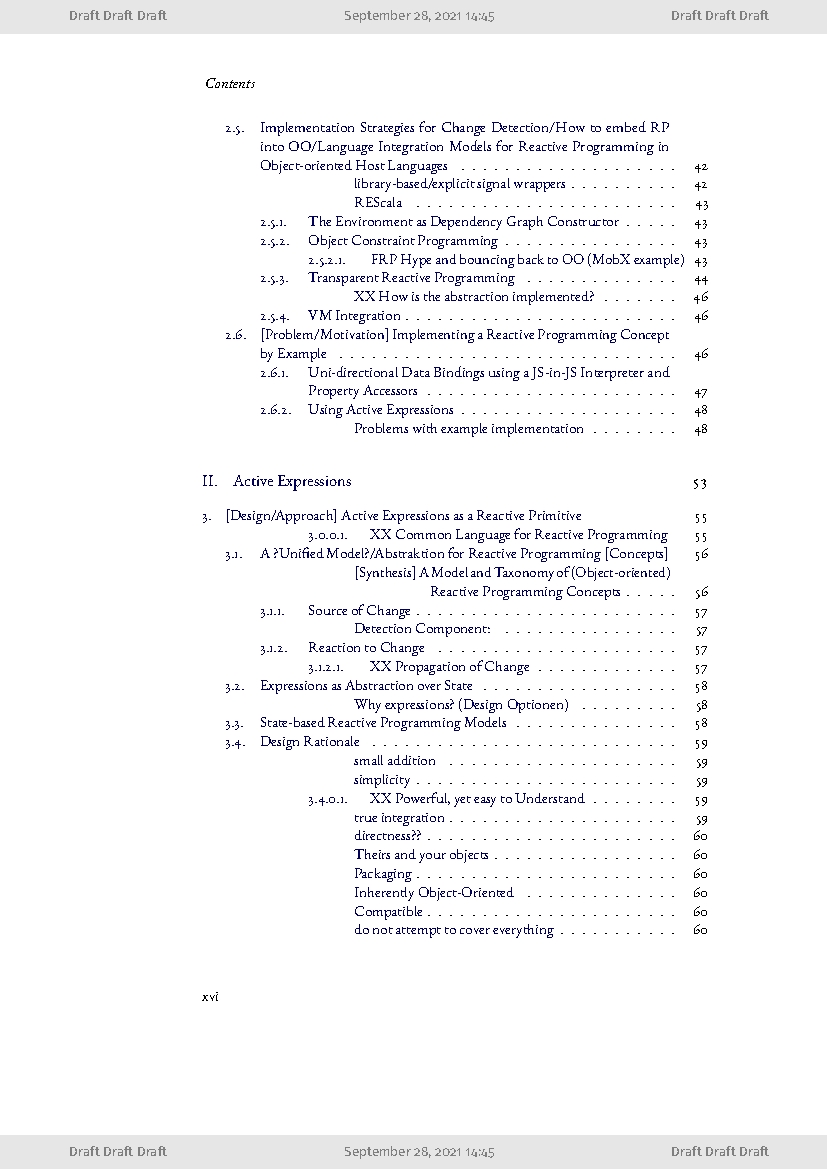 Draft Draft Draft September 28, 2021 14:45 Draft Draft Draft
Contents
2.5. Implementation Strategies for Change Detection/How to embed RP
into OO/Language Integration Models for Reactive Programming in
Object-oriented Host Languages . . . . . . . . . . . . . . . . . . . . 42
library-based/explicit signal wrappers . . . . . . . . . . 42
REScala . . . . . . . . . . . . . . . . . . . . . . . . 43
2.5.1. The Environment as Dependency Graph Constructor . . . . . 43
2.5.2. Object Constraint Programming . . . . . . . . . . . . . . . . 43
2.5.2.1. FRP Hype and bouncing back to OO (MobX example) 43
2.5.3. Transparent Reactive Programming . . . . . . . . . . . . . . 44
XX How is the abstraction implemented? . . . . . . . 46
2.5.4. VM Integration . . . . . . . . . . . . . . . . . . . . . . . . . 46
2.6. [Problem/Motivation] Implementing a Reactive Programming Concept
by Example . . . . . . . . . . . . . . . . . . . . . . . . . . . . . . . 46
2.6.1. Uni-directional Data Bindings using a JS-in-JS Interpreter and
Property Accessors . . . . . . . . . . . . . . . . . . . . . . . 47
2.6.2. Using Active Expressions . . . . . . . . . . . . . . . . . . . . 48
Problems with example implementation . . . . . . . . 48
II. Active Expressions 53
3. [Design/Approach] Active Expressions as a Reactive Primitive 55
3.0.0.1. XX Common Language for Reactive Programming 55
3.1. A ?Unified Model?/Abstraktion for Reactive Programming [Concepts] 56
[Synthesis] A Model and Taxonomy of (Object-oriented)
Reactive Programming Concepts . . . . . 56
3.1.1. Source of Change . . . . . . . . . . . . . . . . . . . . . . . . 57
Detection Component: . . . . . . . . . . . . . . . . 57
3.1.2. Reaction to Change . . . . . . . . . . . . . . . . . . . . . . 57
3.1.2.1. XX Propagation of Change . . . . . . . . . . . . . 57
3.2. Expressions as Abstraction over State . . . . . . . . . . . . . . . . . . 58
Why expressions? (Design Optionen) . . . . . . . . . 58
3.3. State-based Reactive Programming Models . . . . . . . . . . . . . . . 58
3.4. Design Rationale . . . . . . . . . . . . . . . . . . . . . . . . . . . . 59
small addition . . . . . . . . . . . . . . . . . . . . . 59
simplicity . . . . . . . . . . . . . . . . . . . . . . . . 59
3.4.0.1. XX Powerful, yet easy to Understand . . . . . . . . 59
true integration . . . . . . . . . . . . . . . . . . . . . 59
directness?? . . . . . . . . . . . . . . . . . . . . . . . 60
Theirs and your objects . . . . . . . . . . . . . . . . . 60
Packaging . . . . . . . . . . . . . . . . . . . . . . . . 60
Inherently Object-Oriented . . . . . . . . . . . . . . 60
Compatible . . . . . . . . . . . . . . . . . . . . . . . 60
do not attempt to cover everything . . . . . . . . . . . 60
xvi
Draft Draft Draft September 28, 2021 14:45 Draft Draft Draft